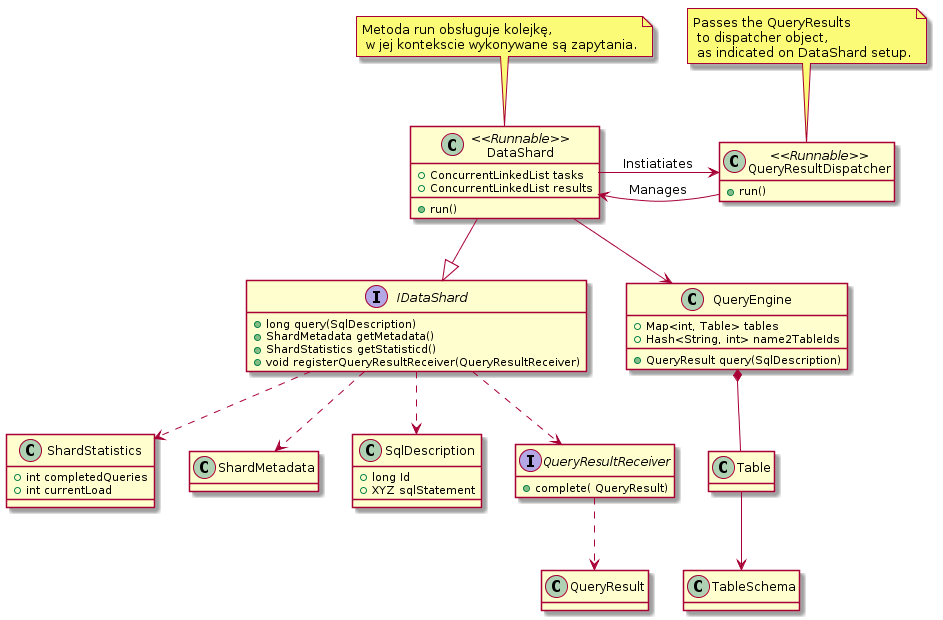 Metoda run obsługuje kolejkę,
w jej kontekscie wykonywane są zapytania.
Passes the QueryResults
to dispatcher object,
as indicated on DataShard setup.
C
<<Runnable>>
DataShard
ConcurrentLinkedList tasks
ConcurrentLinkedList results
run()
Instiatiates
Manages
C
<<Runnable>>
QueryResultDispatcher
run()
I IDataShard
long query(SqlDescription)
ShardMetadata getMetadata()
ShardStatistics getStatisticd()
void registerQueryResultReceiver(QueryResultReceiver)
C QueryEngine
Map<int, Table> tables
Hash<String, int> name2TableIds
QueryResult query(SqlDescription)
C ShardStatistics
int completedQueries
int currentLoad
C ShardMetadata
C SqlDescription
long Id
XYZ sqlStatement
I QueryResultReceiver
complete( QueryResult)
C Table
C QueryResult
C TableSchema